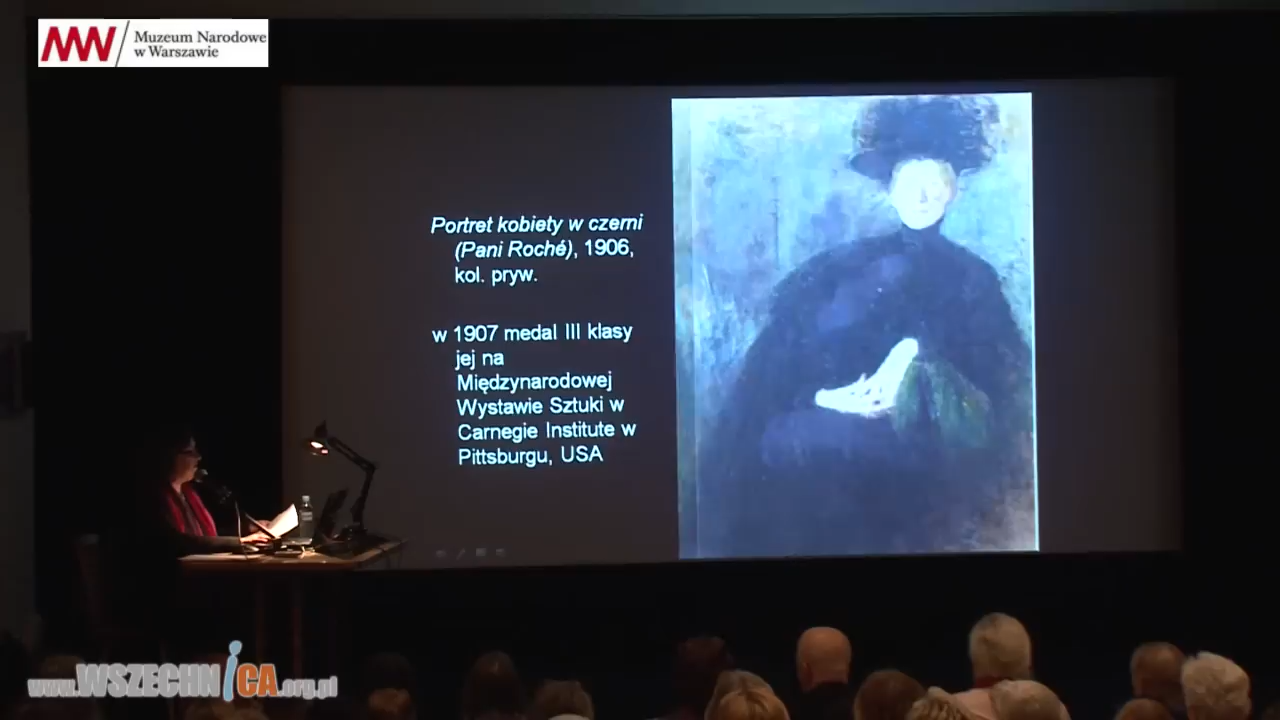 MW / Muzeum Narodowe
w Warszawie
Portret kobiety w czerni
(Pani Roché), 1906,
kol. pryw.
w 1907 medal III klasy
jej na
Międzynarodowej
Wystawie Sztuki w
Carnegie Institute w
Pittsburgu, USA
www.WSZECHNICA.org.pl